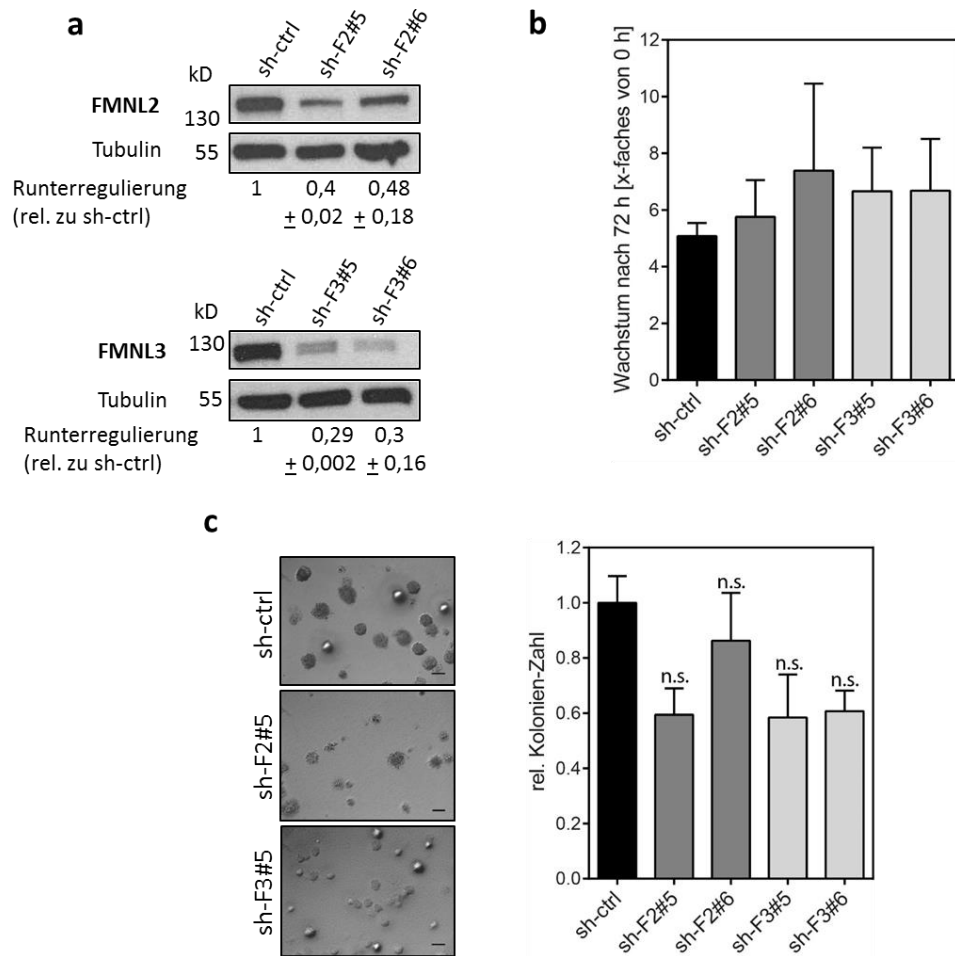 a
sh-ctrl
sh-F2#5
sh-F2#6
kD
FMNL2
130
Tubulin 55
Runterregulierung 1 0,4 0,48
(rel. zu sh-ctrl) ± 0,02 ± 0,18
sh-ctrl
sh-F3#5
sh-F3#6
kD
FMNL3 130
Tubulin 55
Runterregulierung 1 0,29 0,3
(rel. zu sh-ctrl) ± 0,002 ± 0,16
b
Wachstum nach 72 h [x-faches von 0 h]
12
10
8
6
4
2
0
sh-ctrl
sh-F2#5
sh-F2#6
sh-F3#5
sh-F3#6
c
sh-ctrl
sh-F2#5
sh-F3#5
rel. Kolonien-Zahl
1.2
1.0
0.8
0.6
0.4
0.2
0.0
n.s.
n.s.
n.s.
n.s.
sh-ctrl
sh-F2#5
sh-F2#6
sh-F3#5
sh-F3#6